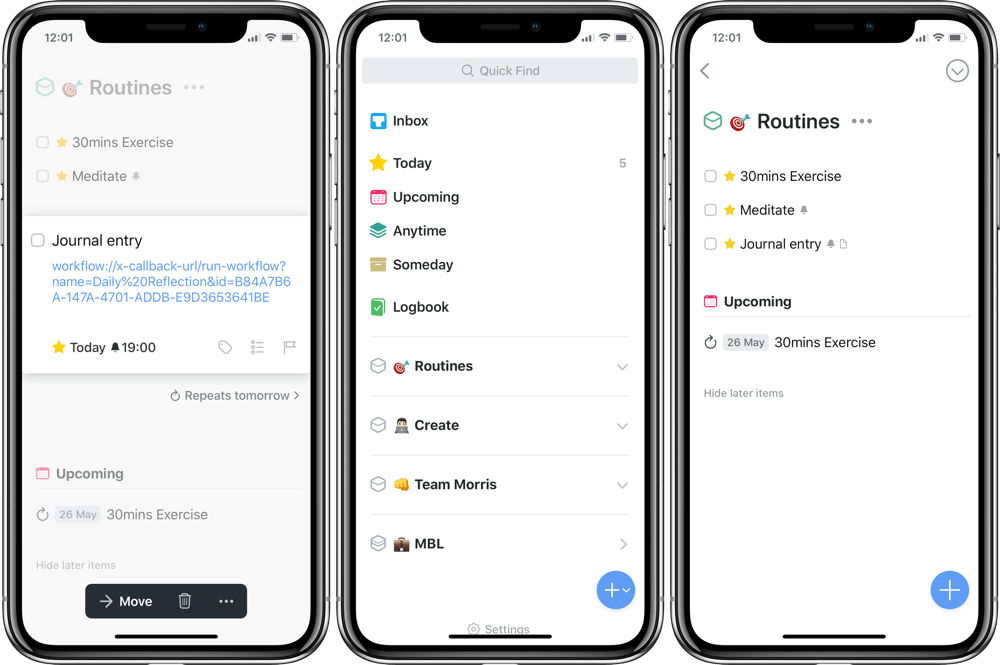 12:01
Routines
30mins Exercise
Meditate
Journal entry
workflow://x-callback-url/run-workflow?
name=Daily%20Reflection&id=B84A7B6
A-147A-4701-ADDB-E9D3653641BE
Today 19:00
Repeats tomorrow
Upcoming
26 May 30mins Exercise
Hide later items
Move
12:01
Quick Find
Inbox
Today 5
Upcoming
Anytime
Someday
Logbook
Routines
Create
Team Morris
MBL
Settings
12:01
Routines
30mins Exercise
Meditate
Journal entry
Upcoming
26 May 30mins Exercise
Hide later items